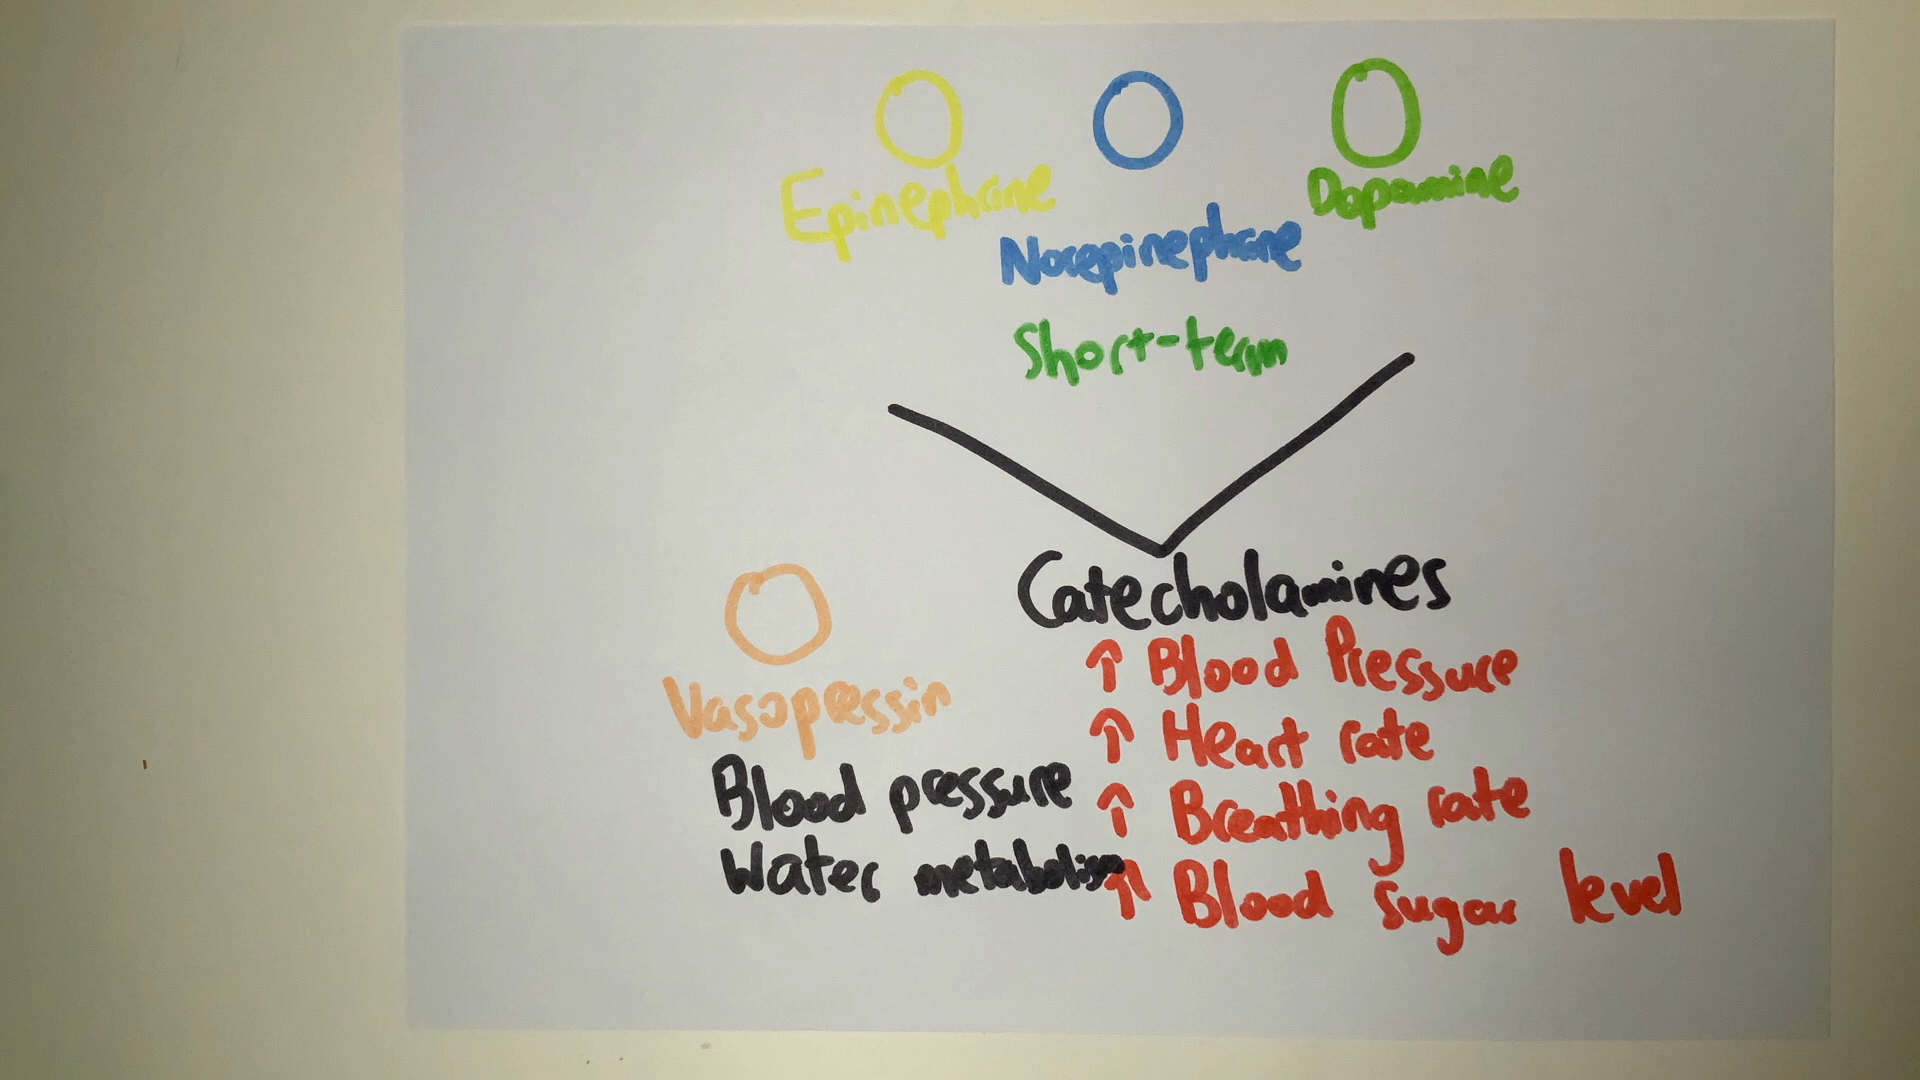 Epinephrine
Norepinephrine
Dopamine
Short-term
Catecholamines
↑ Blood Pressure
↑ Heart rate
↑ Breathing rate
↑ Blood sugar level
Vasopressin
Blood pressure
Water metabolism